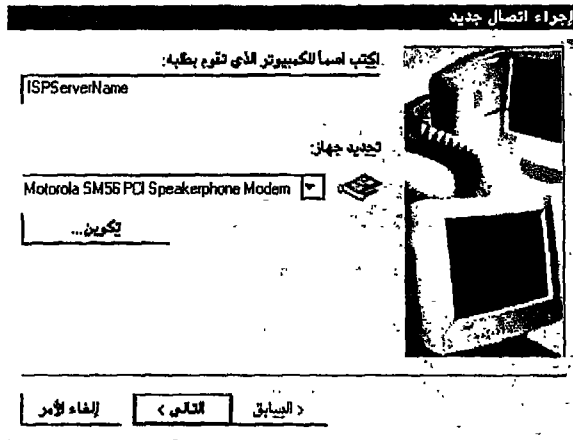 إجراء اتصال جديد
اكتب اسماً للكمبيوتر الذي تقوم بطلبه:
ISPServerName
تحديد جهاز:
Motorola SM56 PCI Speakerphone Modem
تكوين...
< السابق
التالي >
إلغاء الأمر